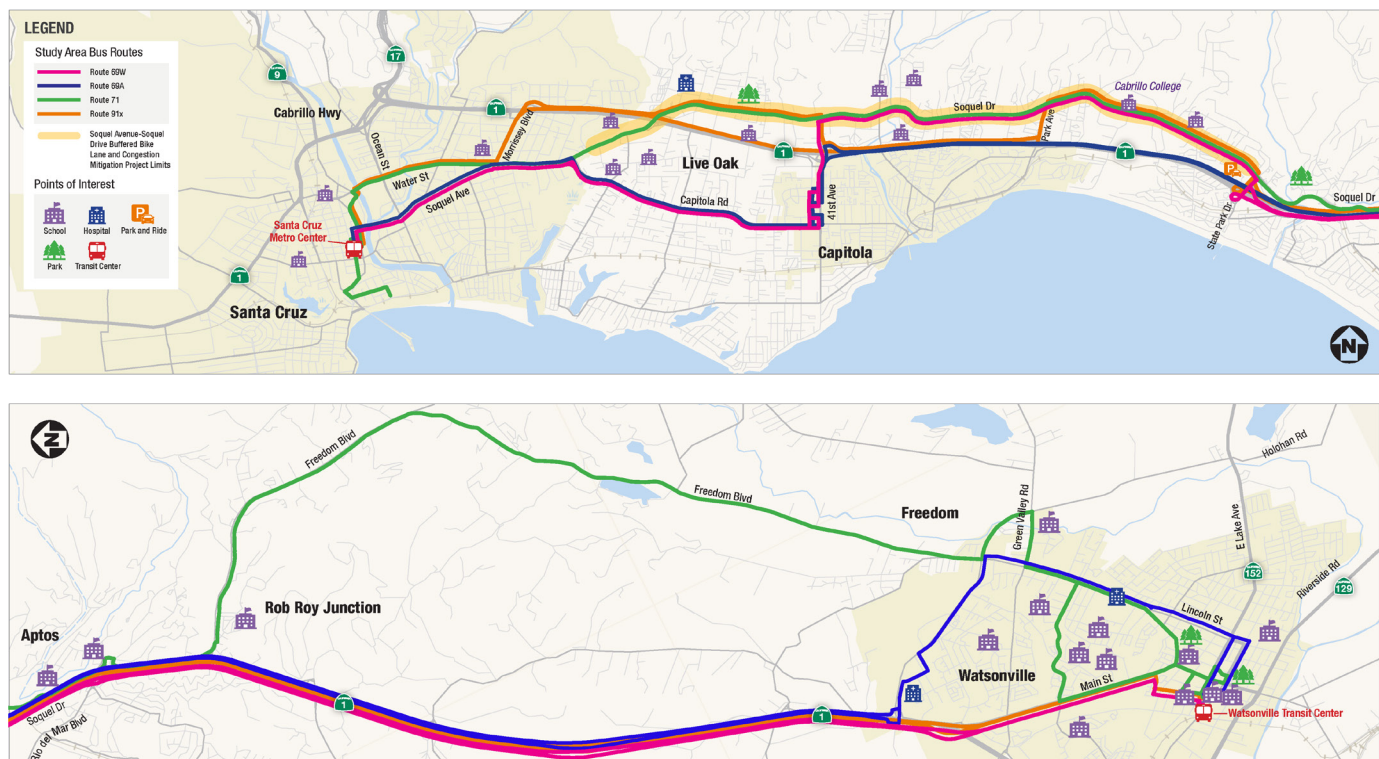 LEGEND
Study Area Bus Routes
Route 69W
Route 69A
Route 71
Route 91x
Soquel Avenue-Soquel
Drive Buffered Bike
Lane and Congestion
Mitigation Project Limits
Points of Interest
School
Hospital
Park and Ride
Park
Transit Center
9
17
1
Cabrillo Hwy
Ocean St
Morrissey Blvd
Water St
Soquel Ave
Santa Cruz
Metro Center
1
Santa Cruz
Live Oak
Capitola Rd
1
41st Ave
Capitola
Soquel Dr
Park Ave
Cabrillo College
1
P
State Park Dr
Soquel Dr
N
N
Freedom Blvd
Freedom Blvd
Freedom
Green Valley Rd
Holohan Rd
E Lake Ave
152
Riverside Rd
129
Rob Roy Junction
Aptos
Lincoln St
Watsonville
Main St
Watsonville Transit Center
1
1
Soquel Dr
Rio del Mar Blvd